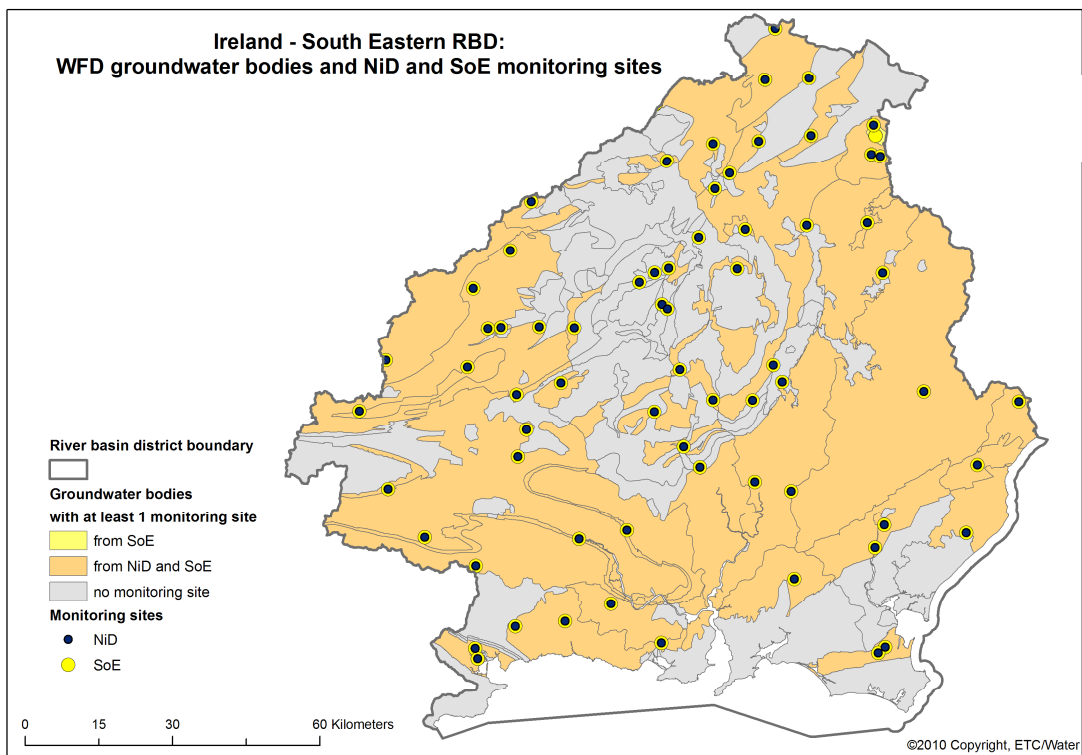 Ireland - South Eastern RBD:
WFD groundwater bodies and NiD and SoE monitoring sites
River basin district boundary
Groundwater bodies
with at least 1 monitoring site
from SoE
from NiD and SoE
no monitoring site
Monitoring sites
NiD
SoE
0 15 30 60 Kilometers
©2010 Copyright, ETC/Water